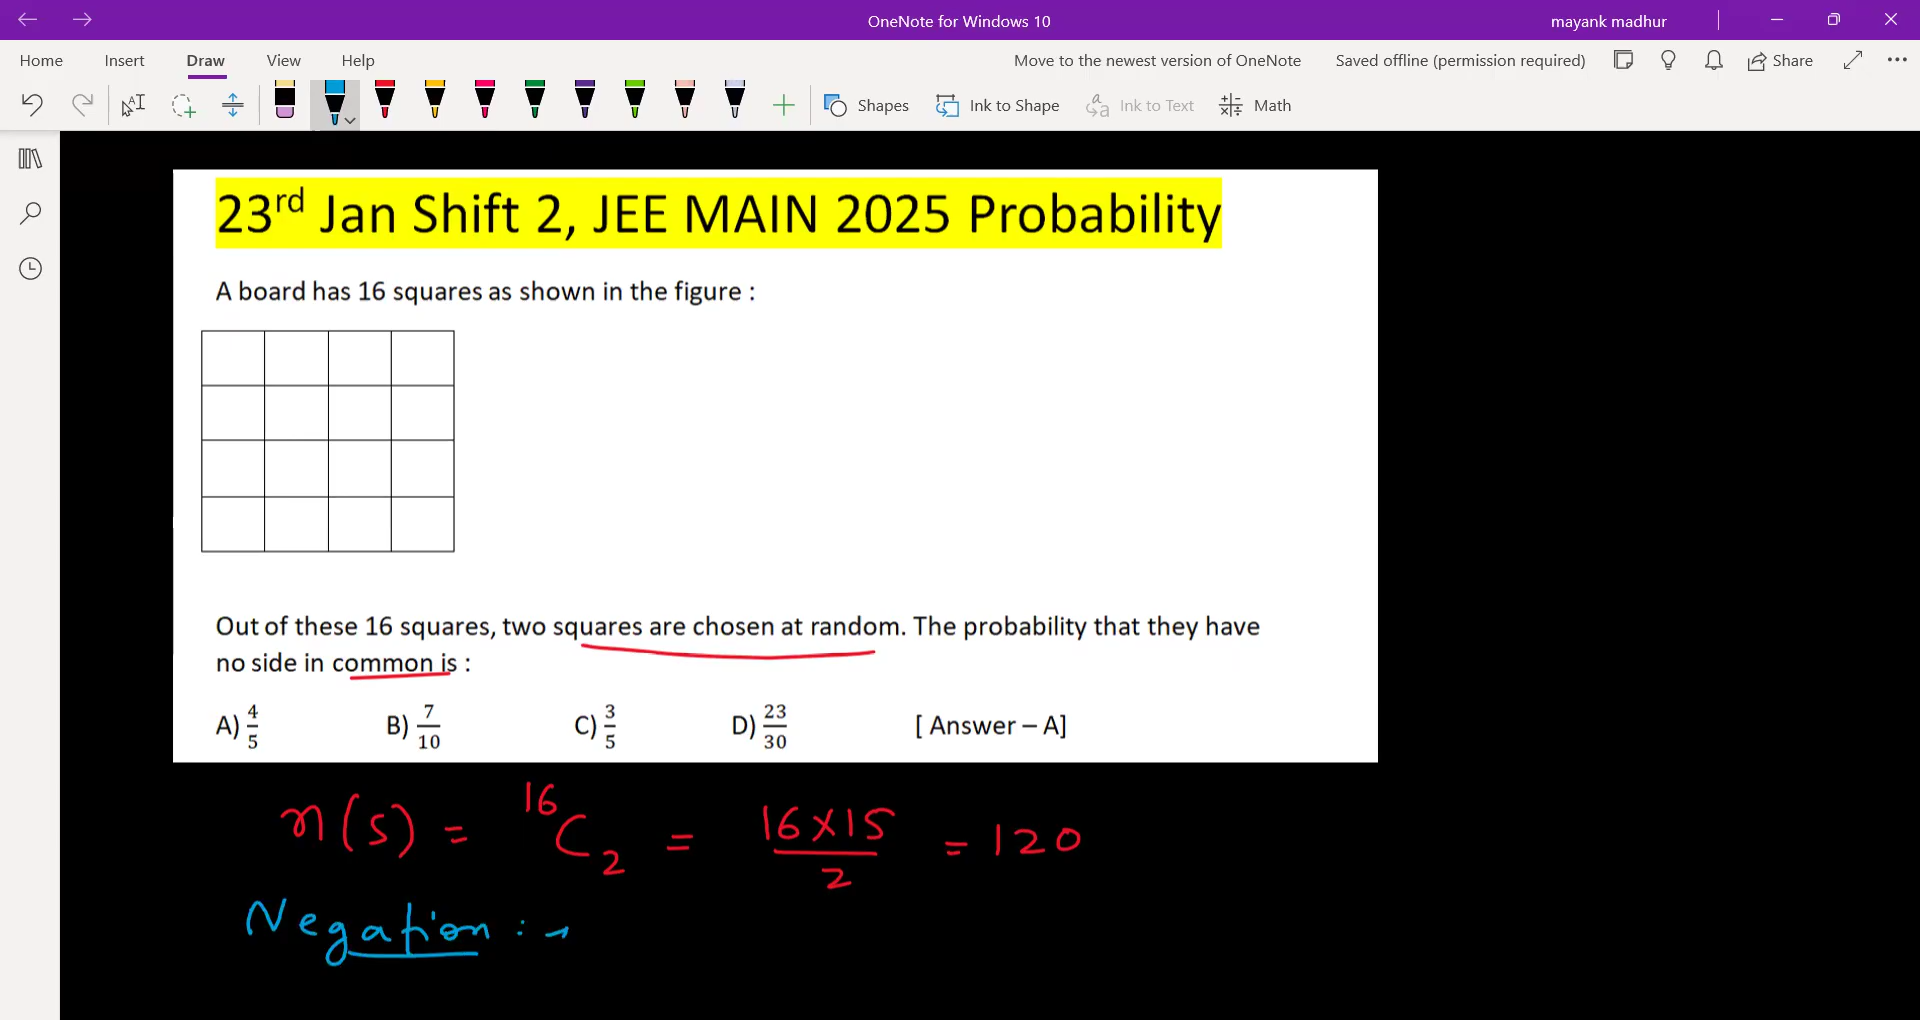 OneNote for Windows 10
mayank madhur
Home Insert Draw View Help
Move to the newest version of OneNote Saved offline (permission required) Share
Shapes Ink to Shape Ink to Text Math
23rd Jan Shift 2, JEE MAIN 2025 Probability
A board has 16 squares as shown in the figure :
Out of these 16 squares, two squares are chosen at random. The probability that they have
no side in common is :
A) 4/5 B) 7/10 C) 3/5 D) 23/30 [ Answer – A]
n(S) = 16C2 = 16×15/2 = 120
Negation :→